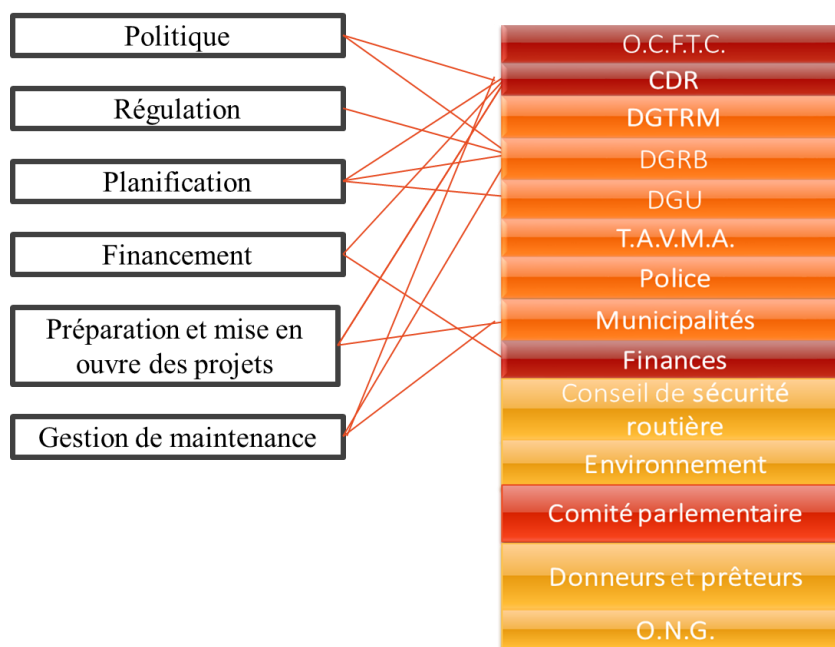 Politique
Régulation
Planification
Financement
Préparation et mise en
ouvre des projets
Gestion de maintenance
O.C.F.T.C.
CDR
DGTRM
DGRB
DGU
T.A.V.M.A.
Police
Municipalités
Finances
Conseil de sécurité
routière
Environnement
Comité parlementaire
Donneurs et prêteurs
O.N.G.